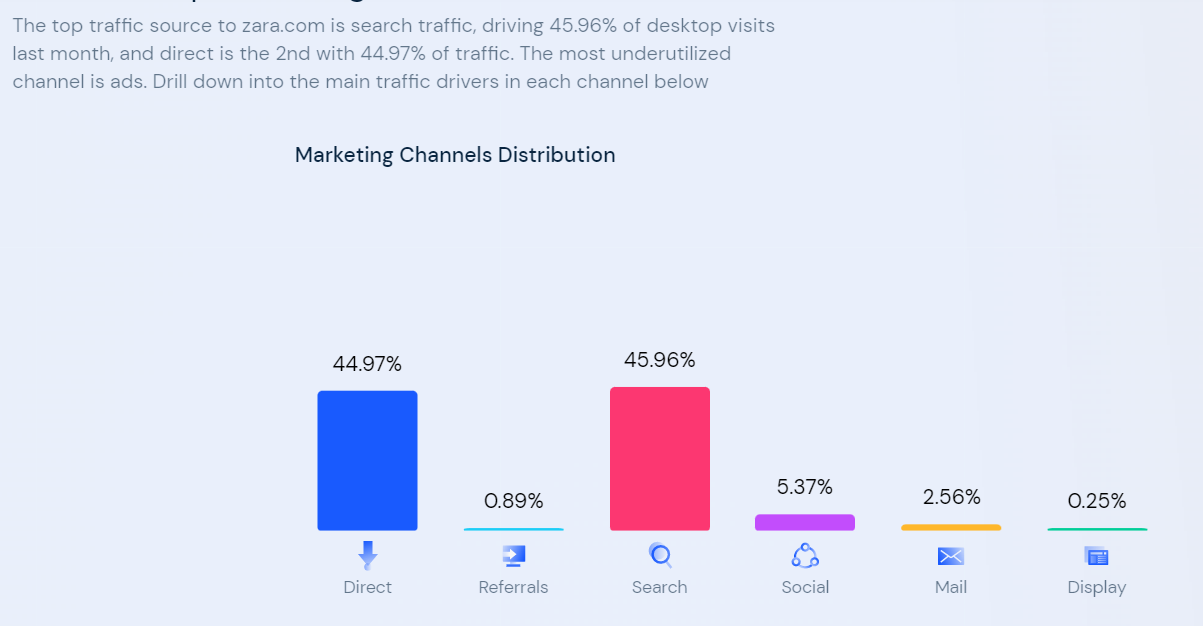 The top traffic source to zara.com is search traffic, driving 45.96% of desktop visits
last month, and direct is the 2nd with 44.97% of traffic. The most underutilized
channel is ads. Drill down into the main traffic drivers in each channel below
Marketing Channels Distribution
44.97%
0.89%
45.96%
5.37%
2.56%
0.25%
Direct
Referrals
Search
Social
Mail
Display